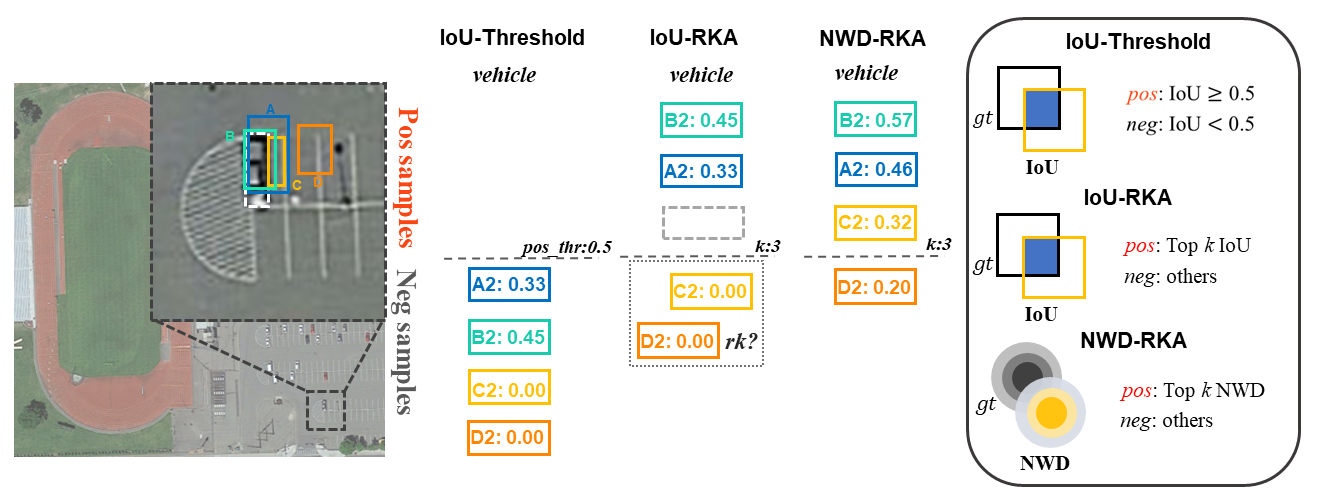 A
B
C
D
Pos samples
Neg samples
IoU-Threshold
vehicle
pos_thr:0.5
A2: 0.33
B2: 0.45
C2: 0.00
D2: 0.00
IoU-RKA
vehicle
B2: 0.45
A2: 0.33
k:3
C2: 0.00
D2: 0.00 rk?
NWD-RKA
vehicle
B2: 0.57
A2: 0.46
C2: 0.32
k:3
D2: 0.20
IoU-Threshold
gt
pos: IoU ≥ 0.5
neg: IoU < 0.5
IoU
IoU-RKA
gt
pos: Top k IoU
neg: others
IoU
NWD-RKA
gt
pos: Top k NWD
neg: others
NWD